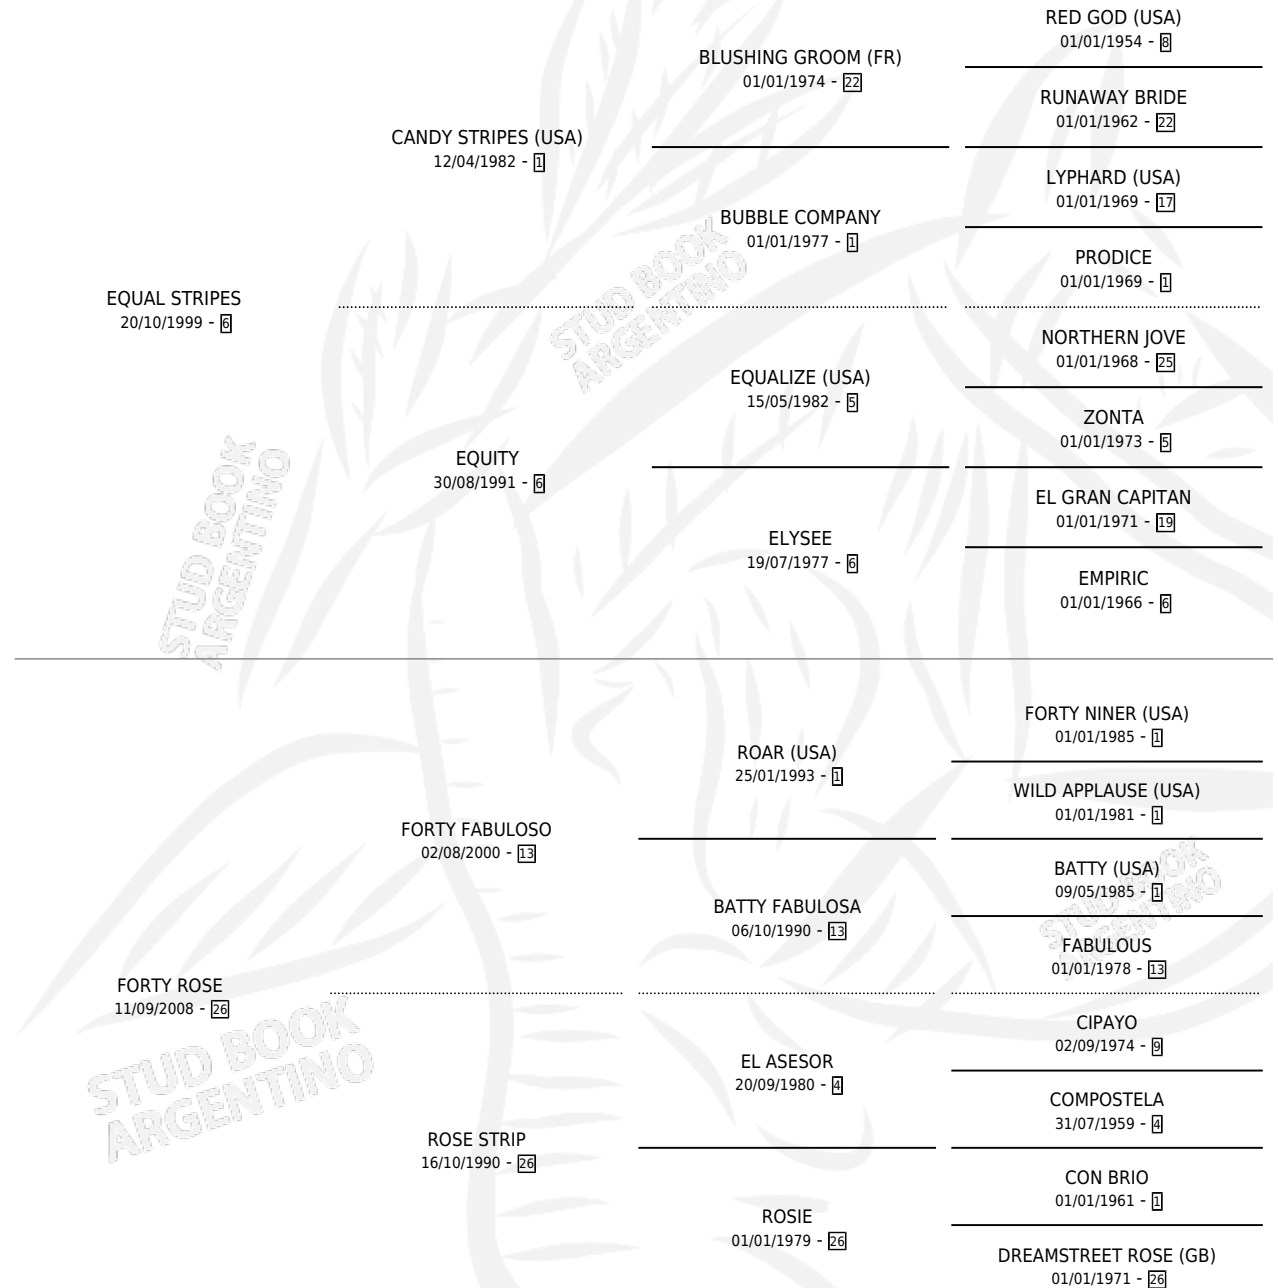 RED GOD (USA)
01/01/1954 - 8
BLUSHING GROOM (FR)
01/01/1974 - 22
RUNAWAY BRIDE
01/01/1962 - 22
CANDY STRIPES (USA)
12/04/1982 - 1
LYPHARD (USA)
01/01/1969 - 17
BUBBLE COMPANY
01/01/1977 - 1
PRODICE
01/01/1969 - 1
EQUAL STRIPES
20/10/1999 - 6
STUD BOOK
ARGENTINO
NORTHERN JOVE
01/01/1968 - 25
EQUALIZE (USA)
15/05/1982 - 5
ZONTA
01/01/1973 - 5
EQUITY
30/08/1991 - 6
EL GRAN CAPITAN
01/01/1971 - 19
ELYSEE
19/07/1977 - 6
EMPIRIC
01/01/1966 - 6
STUD BOOK
ARGENTINO
FORTY NINER (USA)
01/01/1985 - 1
ROAR (USA)
25/01/1993 - 1
WILD APPLAUSE (USA)
01/01/1981 - 1
FORTY FABULOSO
02/08/2000 - 13
BATTY (USA)
09/05/1985 - 1
STUD BOOK
ARGENTINO
BATTY FABULOSA
06/10/1990 - 13
FABULOUS
01/01/1978 - 13
FORTY ROSE
11/09/2008 - 26
STUD BOOK
ARGENTINO
CIPAYO
02/09/1974 - 9
EL ASESOR
20/09/1980 - 4
COMPOSTELA
31/07/1959 - 4
ROSE STRIP
16/10/1990 - 26
CON BRIO
01/01/1961 - 1
ROSIE
01/01/1979 - 26
DREAMSTREET ROSE (GB)
01/01/1971 - 26